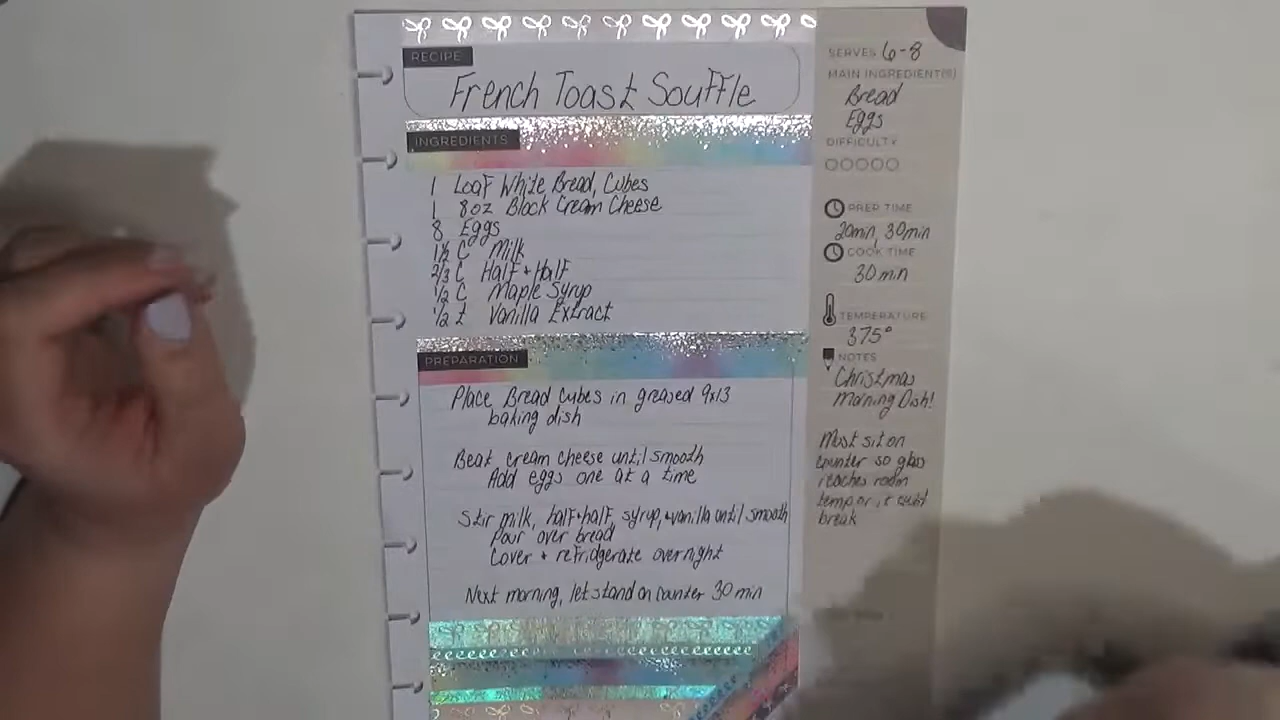 RECIPE
French Toast Souffle
INGREDIENTS
1 Loaf White Bread, Cubes
1 8oz Block Cream Cheese
8 Eggs
1½ C Milk
2/3 C Half + Half
1/2 C Maple Syrup
1/2 t Vanilla Extract
PREPARATION
Place Bread Cubes in greased 9x13
baking dish
Beat cream cheese until smooth
Add eggs one at a time
Stir milk, half+half, syrup, +vanilla until smooth
Pour over bread
Cover + refridgerate overnight
Next morning, let stand on counter 30 min
SERVES 6-8
MAIN INGREDIENT(S)
Bread
Eggs
DIFFICULTY
PREP TIME
20min, 30min
COOK TIME
30 min
TEMPERATURE
375°
NOTES
Christmas
Morning Dish!
Must sit on
counter so glass
reaches room
temp or it
break